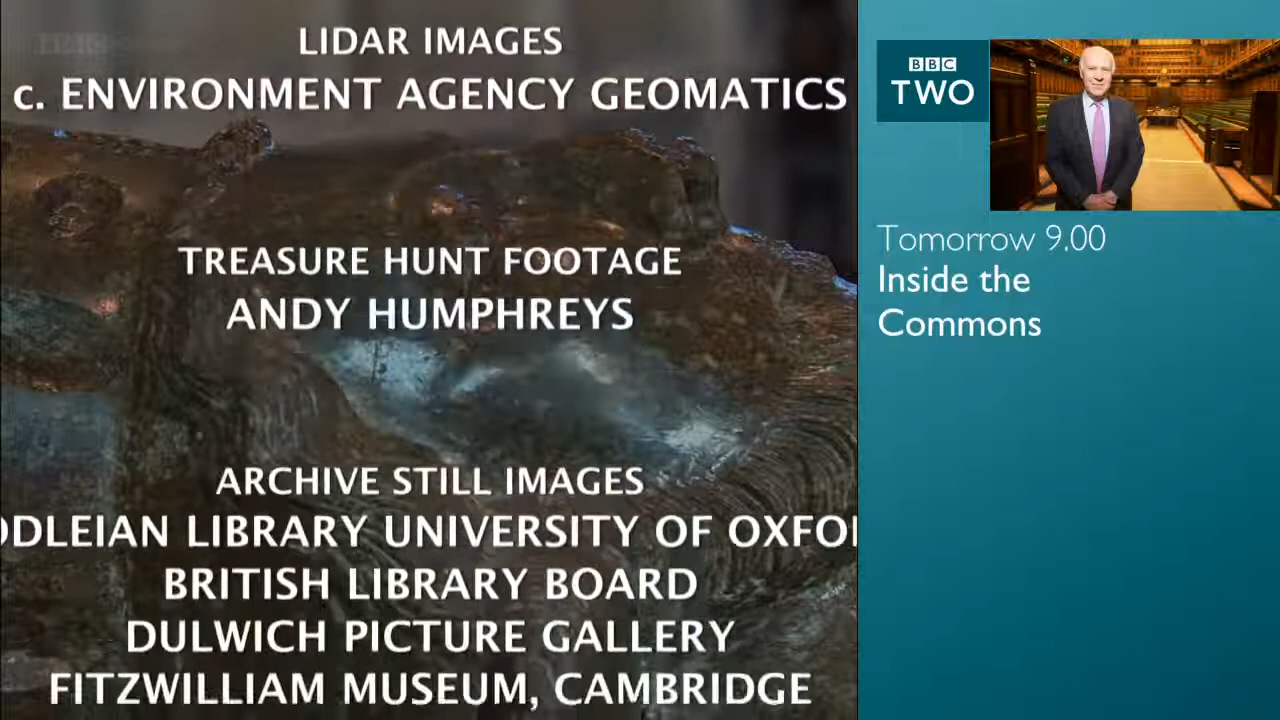 LIDAR IMAGES
c. ENVIRONMENT AGENCY GEOMATICS
TREASURE HUNT FOOTAGE
ANDY HUMPHREYS
ARCHIVE STILL IMAGES
ODLEIAN LIBRARY UNIVERSITY OF OXFO
BRITISH LIBRARY BOARD
DULWICH PICTURE GALLERY
FITZWILLIAM MUSEUM, CAMBRIDGE
BBC
TWO
Tomorrow 9.00
Inside the
Commons